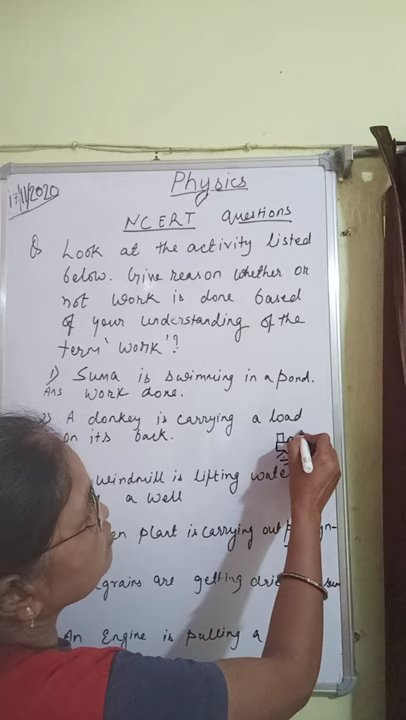 17/11/2020
Physics
NCERT Questions
Q Look at the activity listed
below. Give reason whether or
not work is done based
of your understanding of the
term 'work'?
1) Suma is swimming in a pond.
Ans work done.
2) A donkey is carrying a load
on its back.
windmill is lifting wate
a well
plant is carrying out
grains are getting
An Engine is pulling a